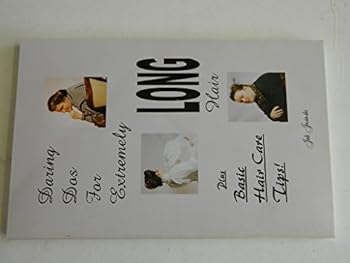 Daring
Dos
For
Extremely
LONG
Hair
Plus
Basic
Hair Care
Tips!